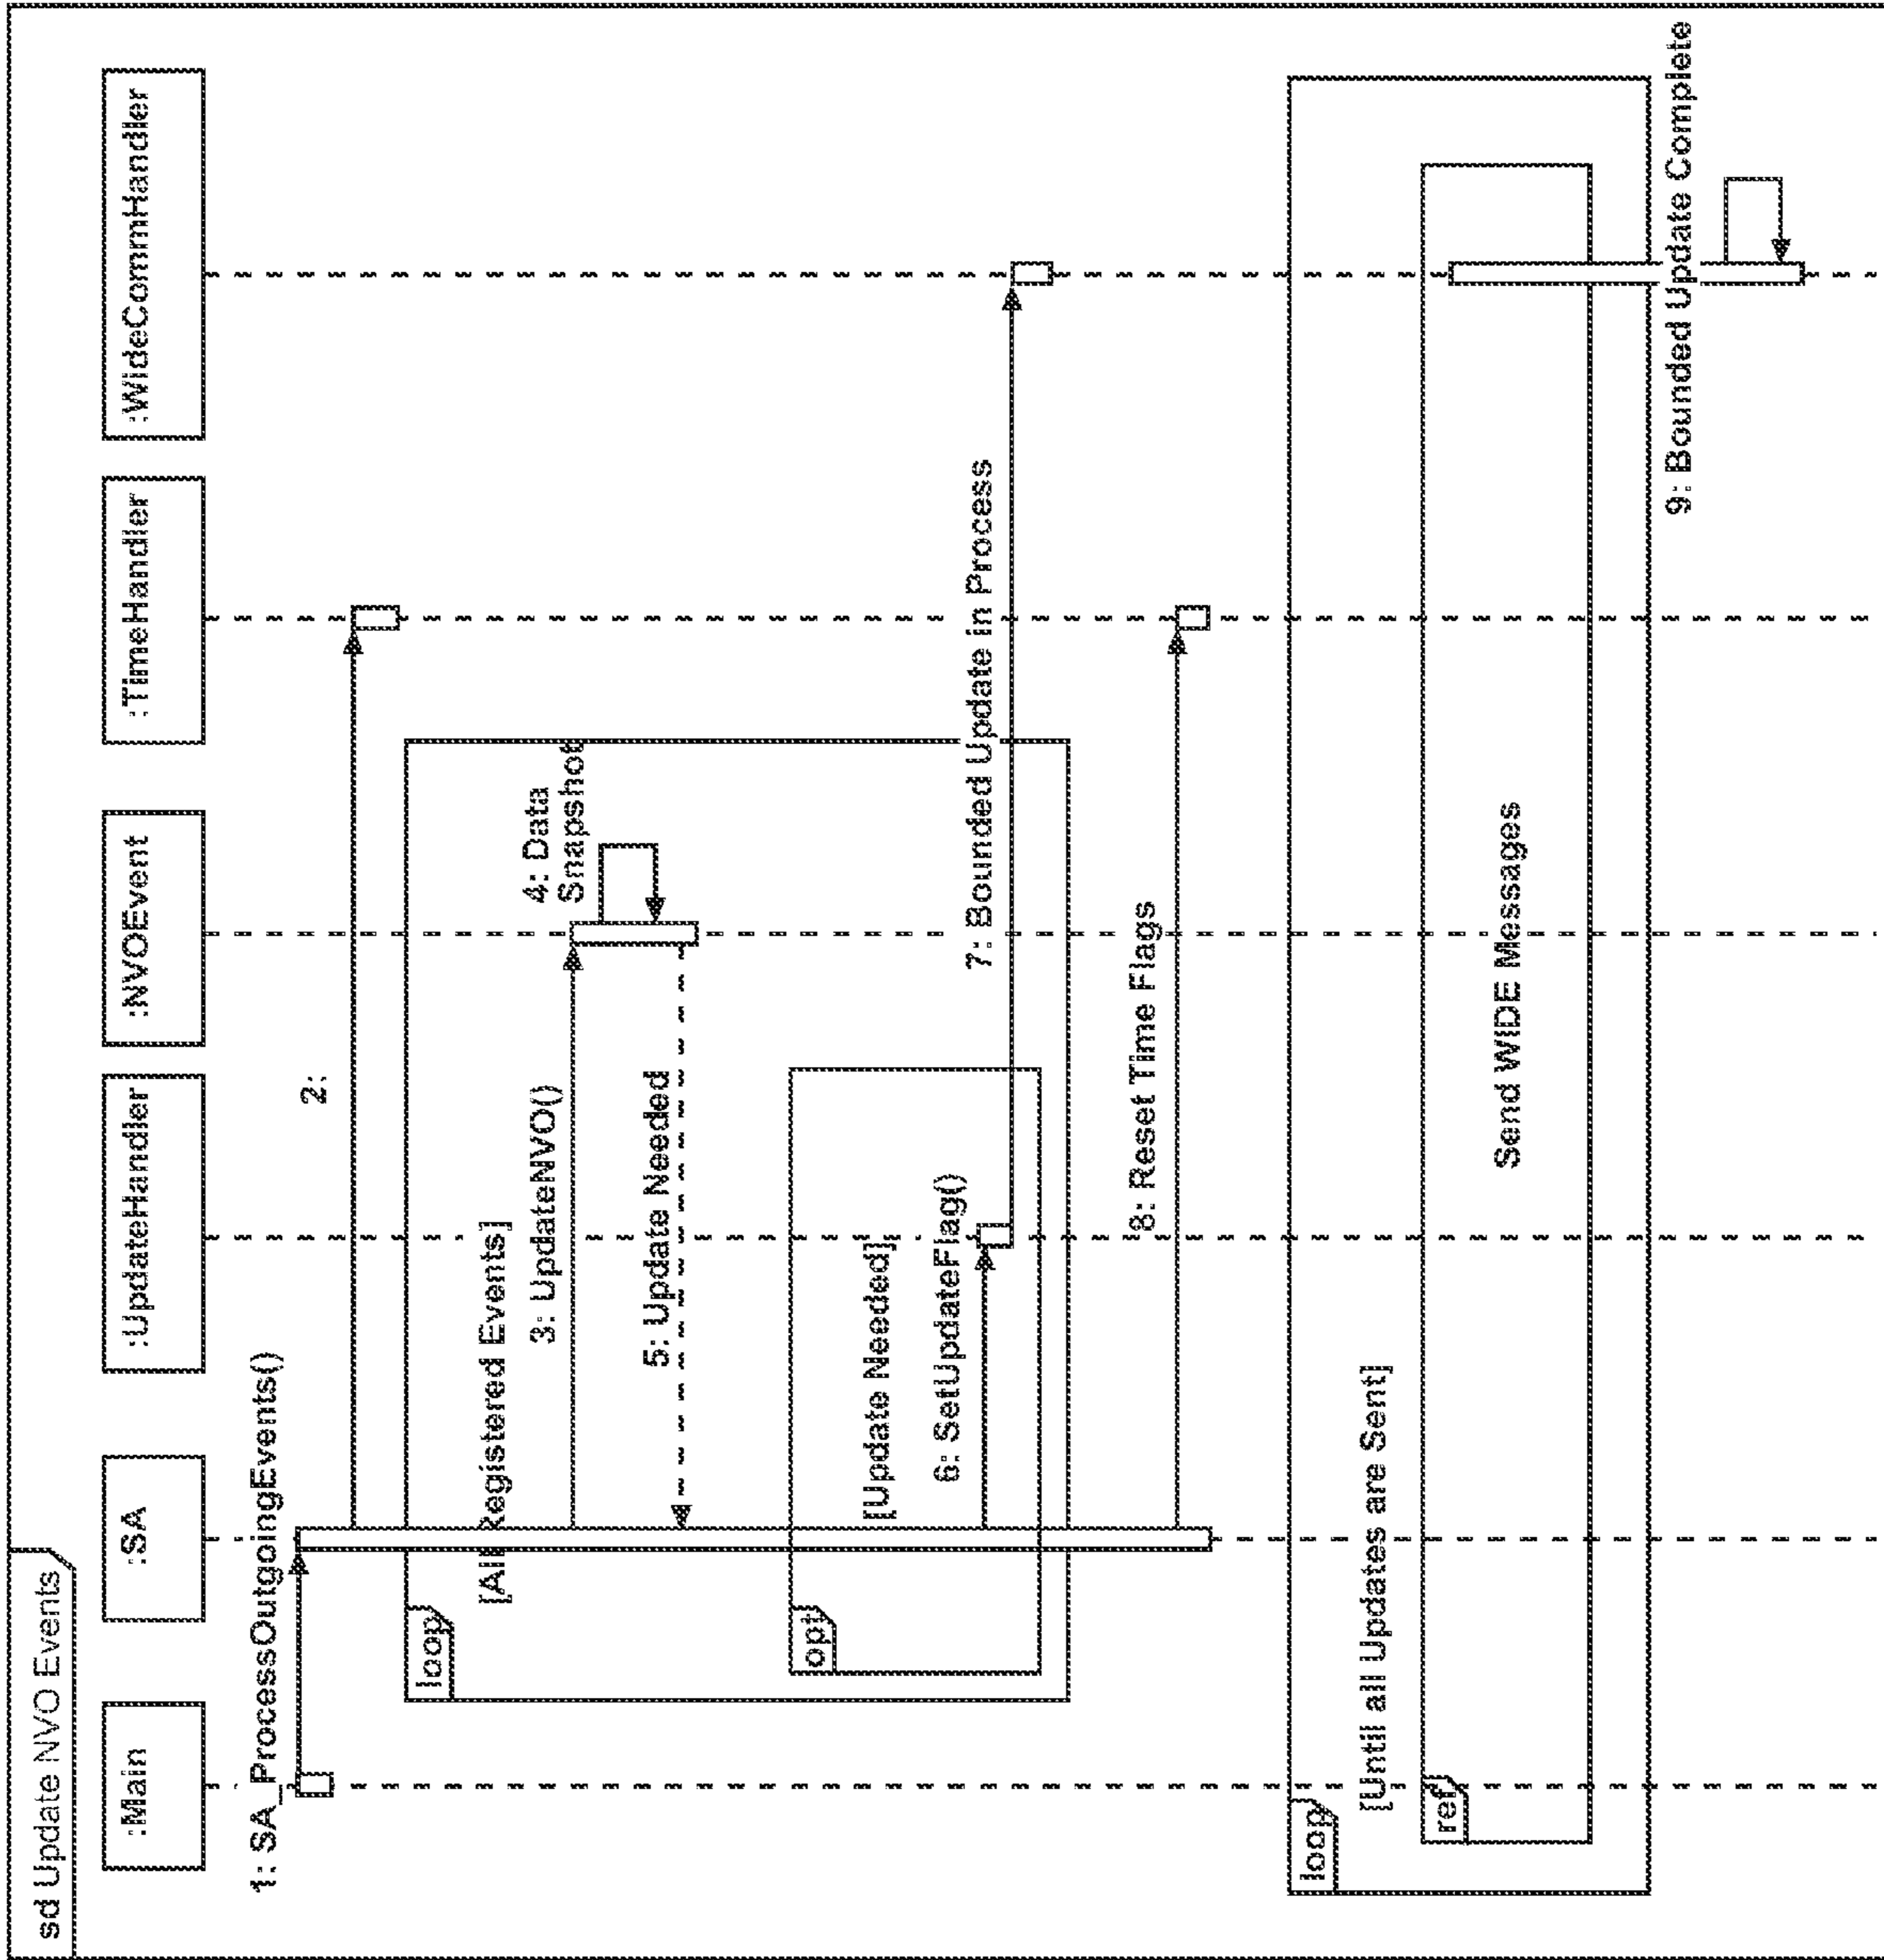 sd Update NVO Events
:Main
:SA
:UpdateHandler
:NVOEvent
:TimeHandler
:WideCommHandler
1: SA_ProcessOutgoingEvents()
2:
loop
[All Registered Events]
3: UpdateNVO()
4: Data
Snapshot
5: Update Needed
opt
[Update Needed]
6: SetUpdateFlag()
7: Bounded Update in Process
8: Reset Time Flags
loop
[Until all Updates are Sent]
ref
Send WIDE Messages
9: Bounded Update Complete